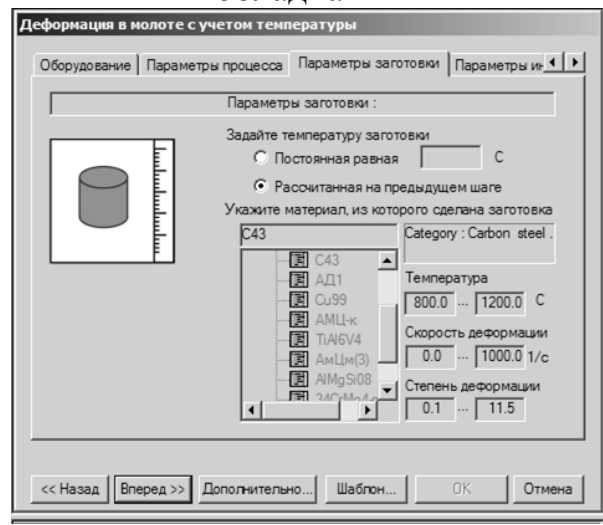 Деформация в молоте с учетом температуры
Оборудование Параметры процесса Параметры заготовки Параметры ин
Параметры заготовки :
Задайте температуру заготовки
Постоянная равная C
Рассчитанная на предыдущем шаге
Укажите материал, из которого сделана заготовка
C43 Category : Carbon steel .
C43
АД1
Cu99
АМЦ-к
TiAl6V4
АмЦм(3)
AlMgSi08
Температура
800.0 ... 1200.0 C
Скорость деформации
0.0 ... 1000.0 1/c
Степень деформации
0.1 ... 11.5
<< Назад Вперед >> Дополнительно... Шаблон... OK Отмена